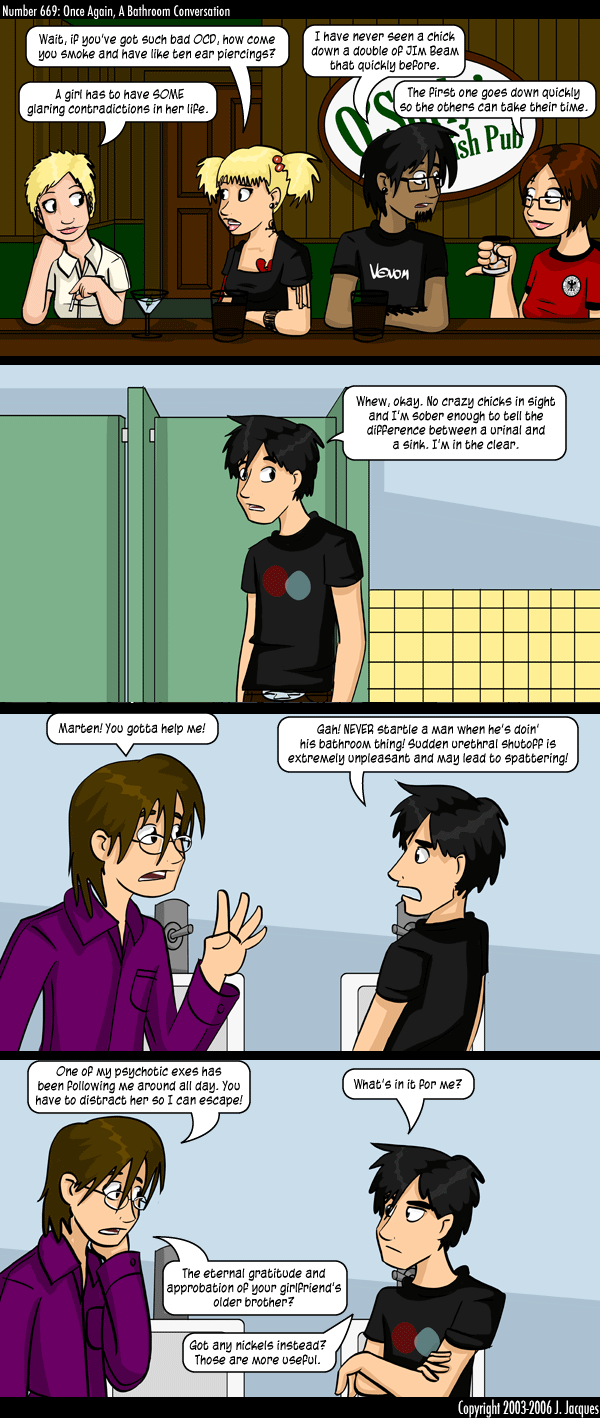 Number 669: Once Again, A Bathroom Conversation
Wait, if you've got such bad OCD, how come
you smoke and have like ten ear piercings?
A girl has to have SOME
glaring contradictions in her life.
I have never seen a chick
down a double of JIM Beam
that quickly before.
The first one goes down quickly
so the others can take their time.
Pub
VENOM
Whew, okay. No crazy chicks in sight
and I'm sober enough to tell the
difference between a urinal and
a sink. I'm in the clear.
Marten! You gotta help me!
Gah! NEVER startle a man when he's doin'
his bathroom thing! Sudden urethral shutoff is
extremely unpleasant and may lead to spattering!
One of my psychotic exes has
been following me around all day. You
have to distract her so I can escape!
What's in it for me?
The eternal gratitude and
approbation of your girlfriend's
older brother?
Got any nickels instead?
Those are more useful.
Copyright 2003-2006 J. Jacques